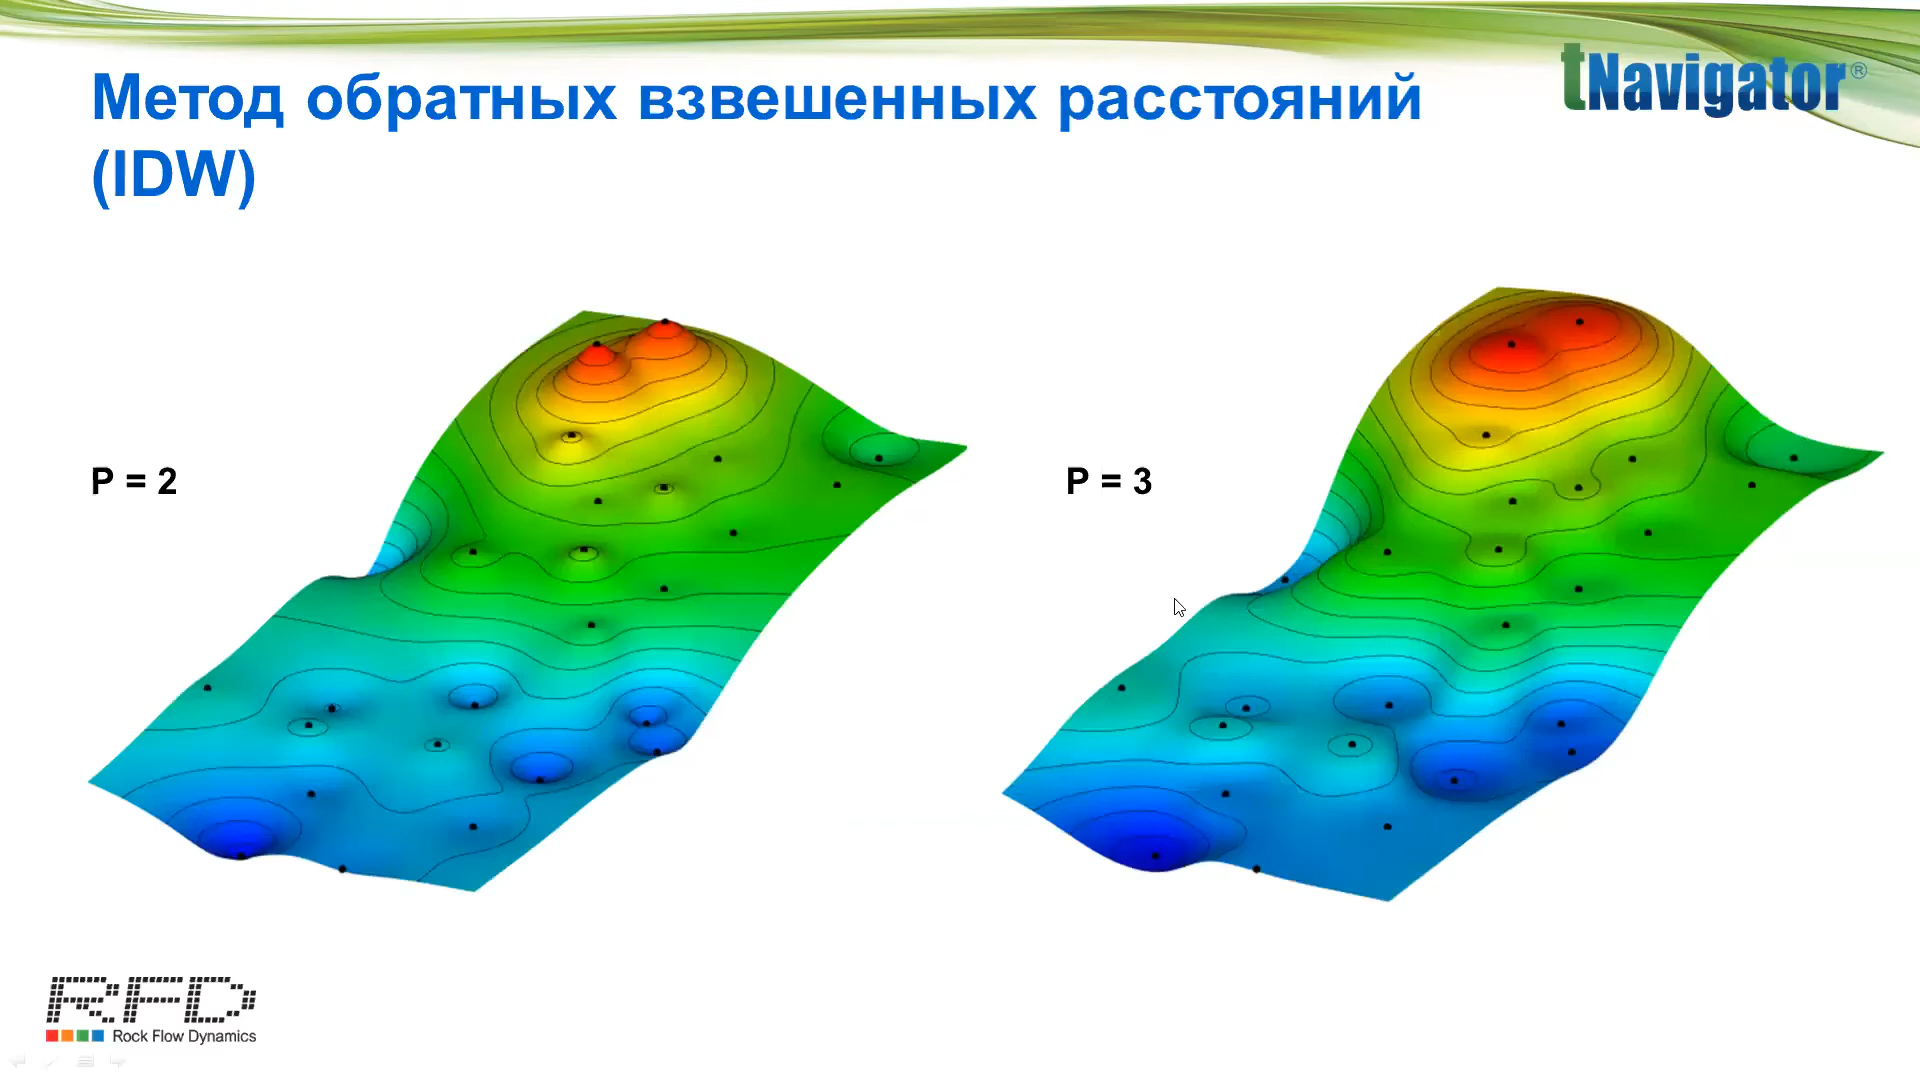 Метод обратных взвешенных расстояний
(IDW)
tNavigator®
P = 2
P = 3
RFD
Rock Flow Dynamics